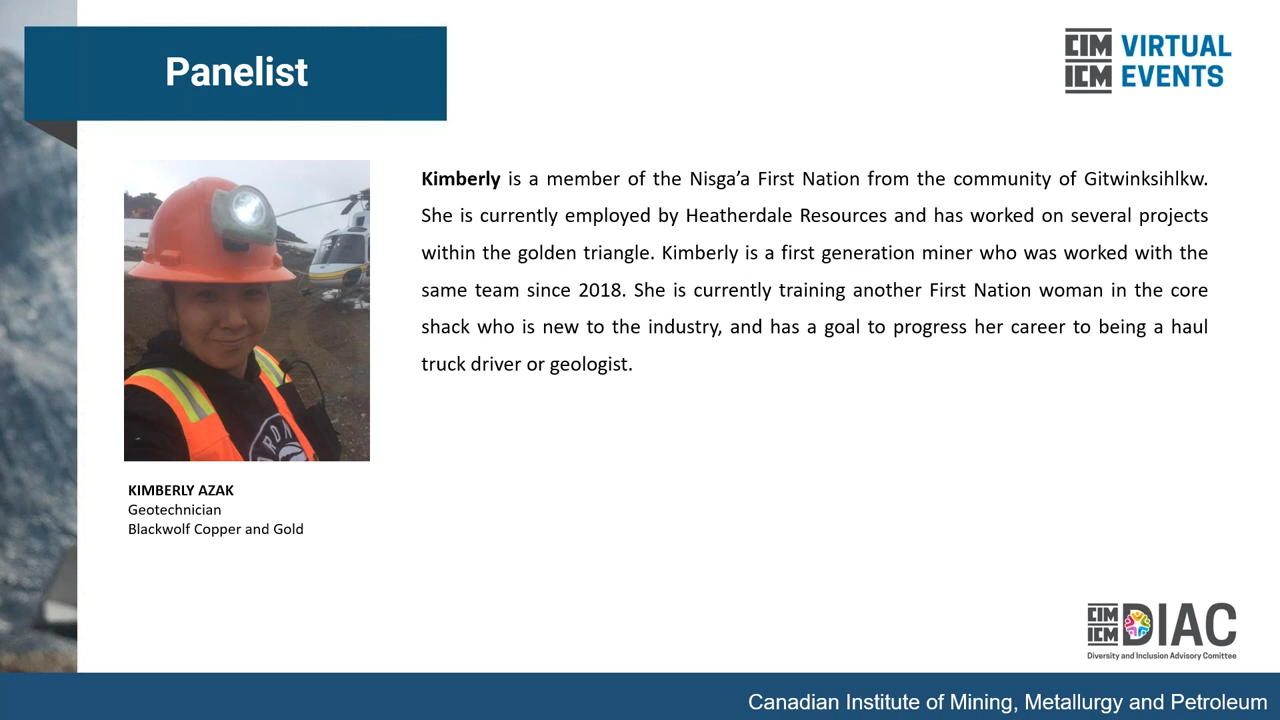 Panelist
CIM ICM VIRTUAL EVENTS
Kimberly is a member of the Nisga’a First Nation from the community of Gitwinksihlkw.
She is currently employed by Heatherdale Resources and has worked on several projects
within the golden triangle. Kimberly is a first generation miner who was worked with the
same team since 2018. She is currently training another First Nation woman in the core
shack who is new to the industry, and has a goal to progress her career to being a haul
truck driver or geologist.
KIMBERLY AZAK
Geotechnician
Blackwolf Copper and Gold
CIM ICM DIAC
Diversity and Inclusion Advisory Comittee
Canadian Institute of Mining, Metallurgy and Petroleum